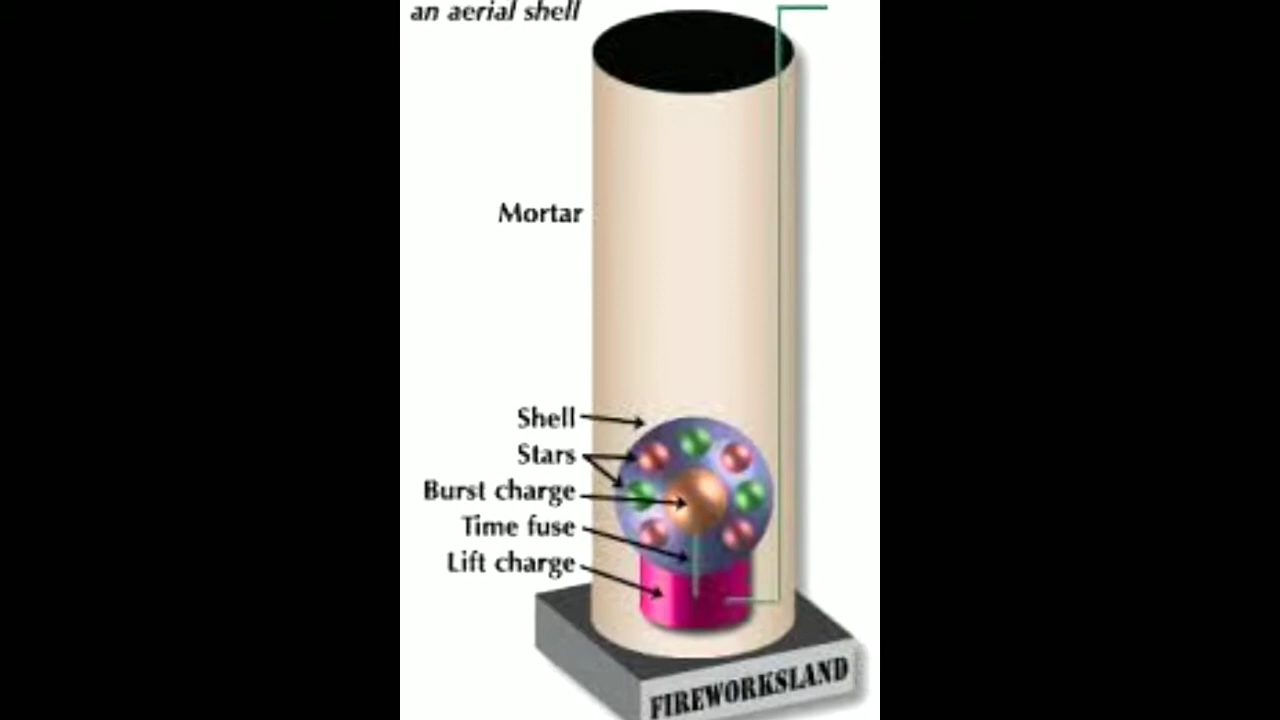 an aerial shell
Mortar
Shell
Stars
Burst charge
Time fuse
Lift charge
FIREWORKSLAND